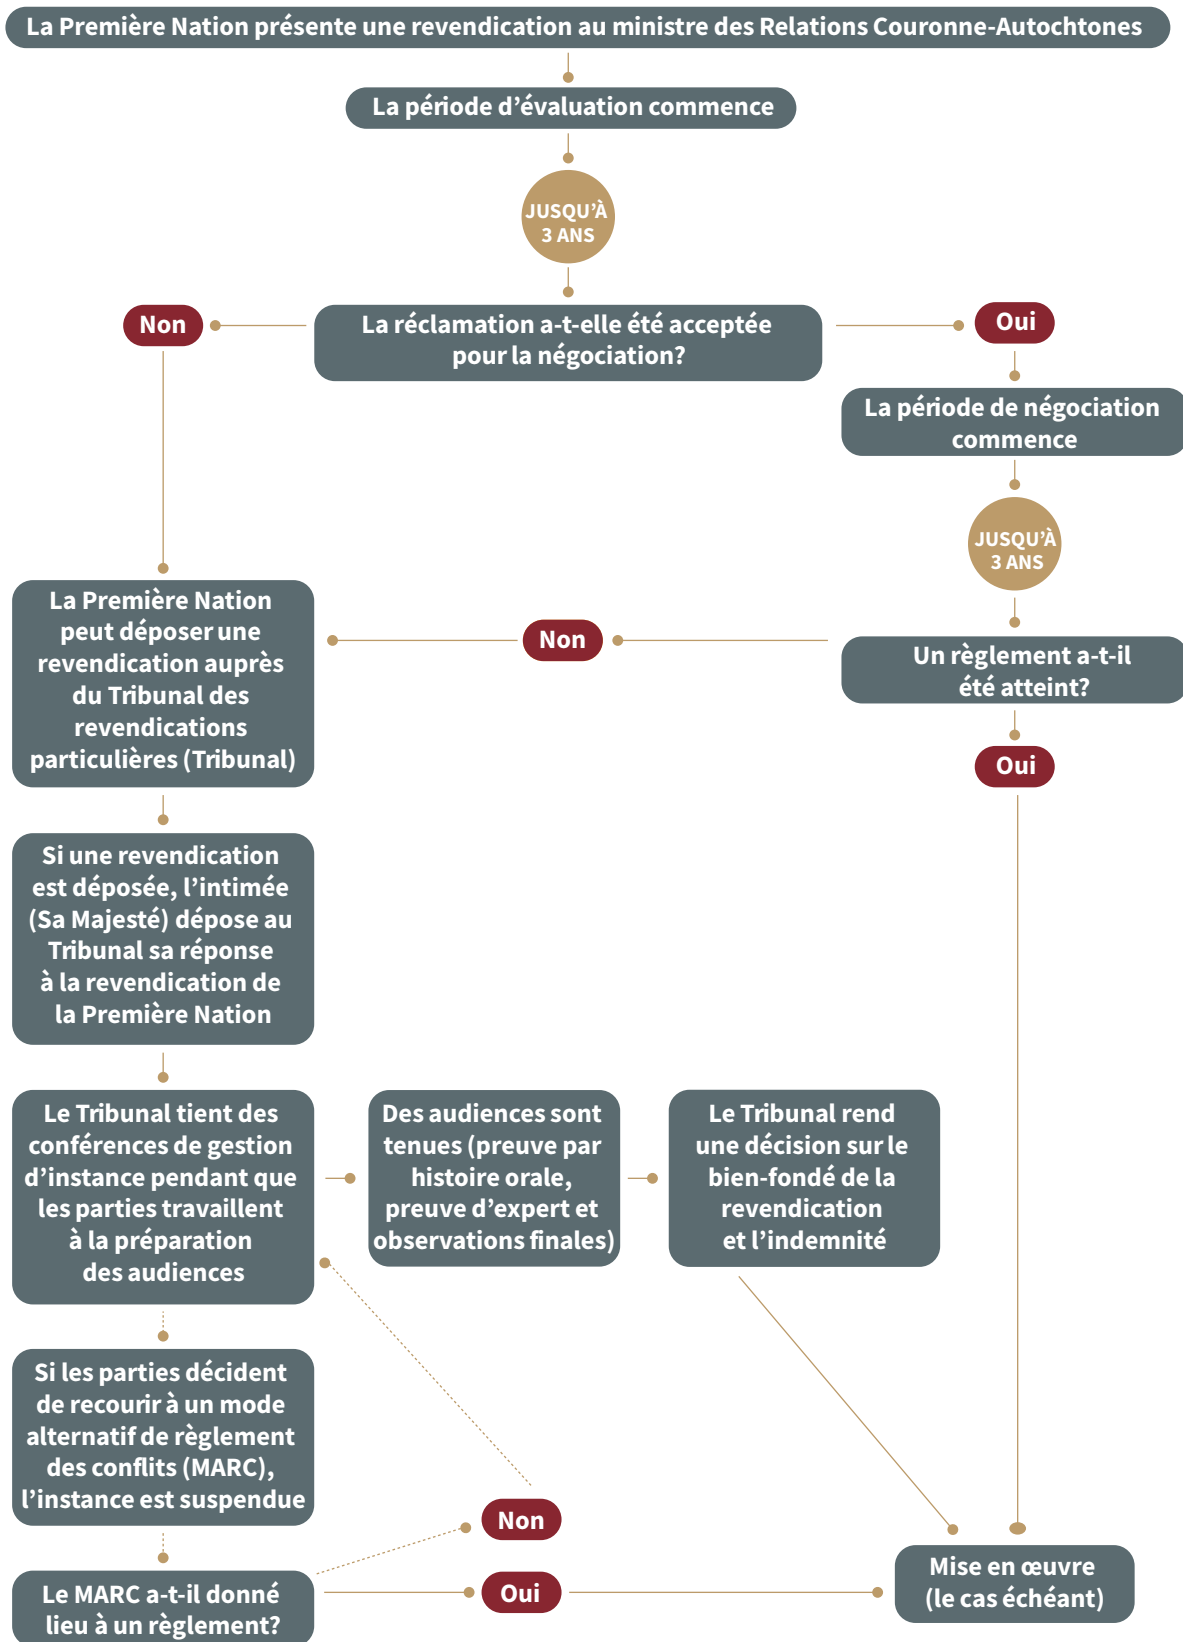 La Première Nation présente une revendication au ministre des Relations Couronne-Autochtones
La période d’évaluation commence
JUSQU’À
3 ANS
Non
La réclamation a-t-elle été acceptée
pour la négociation?
Oui
La période de négociation
commence
JUSQU’À
3 ANS
La Première Nation
peut déposer une
revendication auprès
du Tribunal des
revendications
particulières (Tribunal)
Non
Un règlement a-t-il
été atteint?
Oui
Si une revendication
est déposée, l’intimée
(Sa Majesté) dépose au
Tribunal sa réponse
à la revendication de
la Première Nation
Le Tribunal tient des
conférences de gestion
d’instance pendant que
les parties travaillent
à la préparation
des audiences
Des audiences sont
tenues (preuve par
histoire orale,
preuve d’expert et
observations finales)
Le Tribunal rend
une décision sur le
bien-fondé de la
revendication
et l’indemnité
Si les parties décident
de recourir à un mode
alternatif de règlement
des conflits (MARC),
l’instance est suspendue
Non
Le MARC a-t-il donné
lieu à un règlement?
Oui
Mise en œuvre
(le cas échéant)